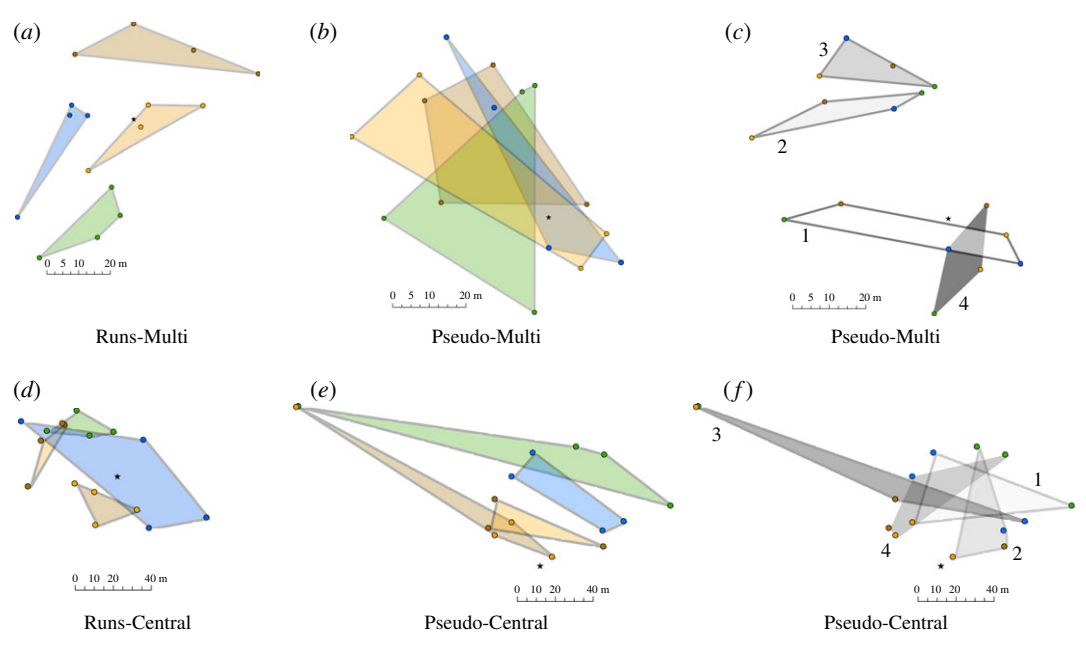 (a)
(b)
(c)
3
2
1
4
0 5 10 20 m
0 5 10 20 m
0 5 10 20 m
Runs-Multi
Pseudo-Multi
Pseudo-Multi
(d)
(e)
(f)
3
1
4
2
0 10 20 40 m
0 10 20 40 m
0 10 20 40 m
Runs-Central
Pseudo-Central
Pseudo-Central